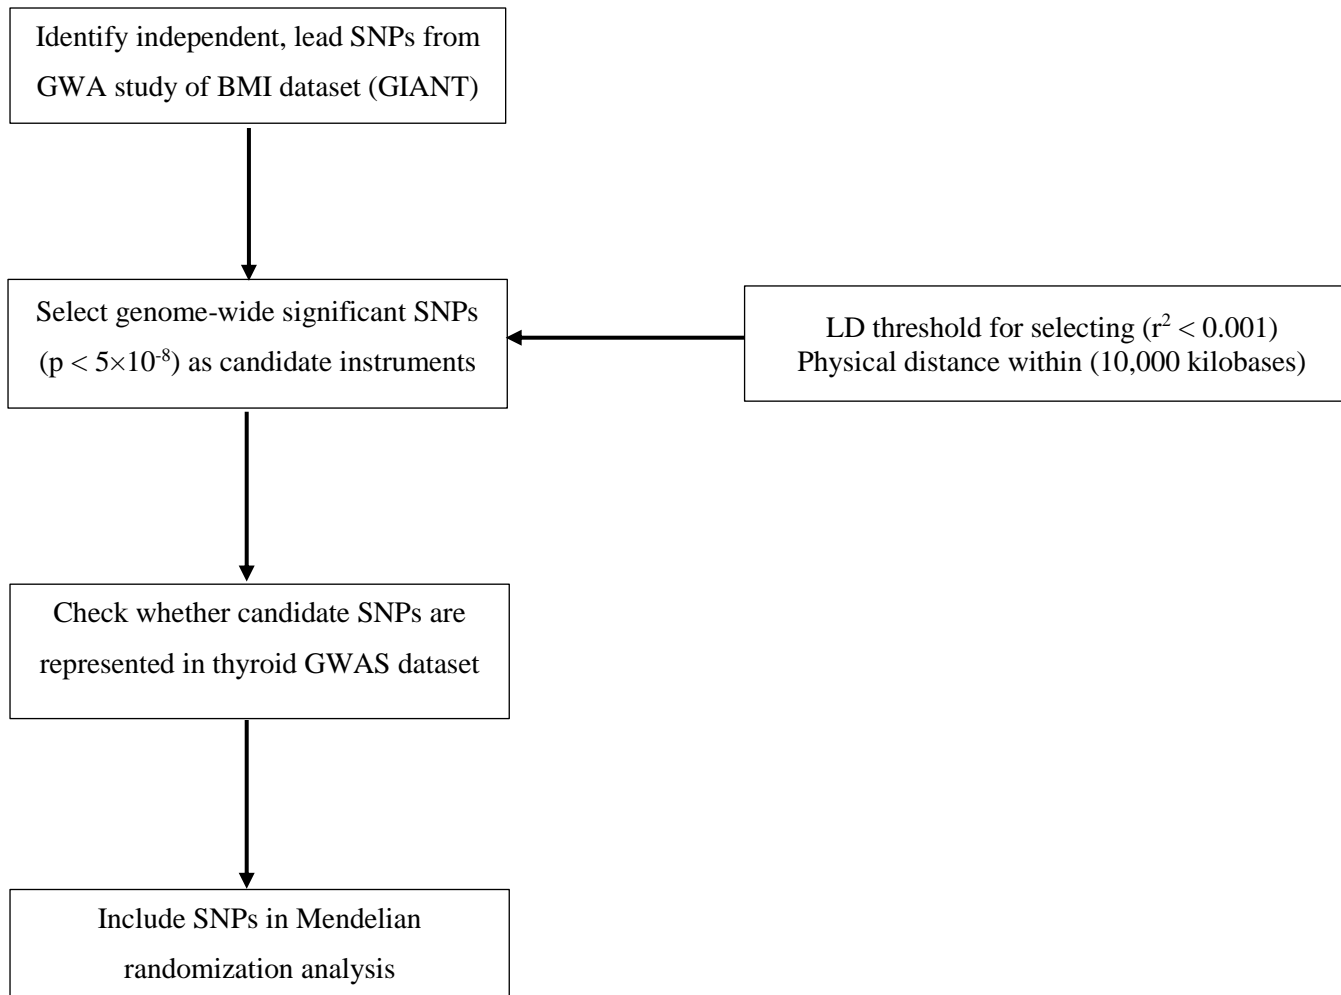 Identify independent, lead SNPs from
GWA study of BMI dataset (GIANT)
Select genome-wide significant SNPs
(p < 5×10⁻⁸) as candidate instruments
LD threshold for selecting (r² < 0.001)
Physical distance within (10,000 kilobases)
Check whether candidate SNPs are
represented in thyroid GWAS dataset
Include SNPs in Mendelian
randomization analysis